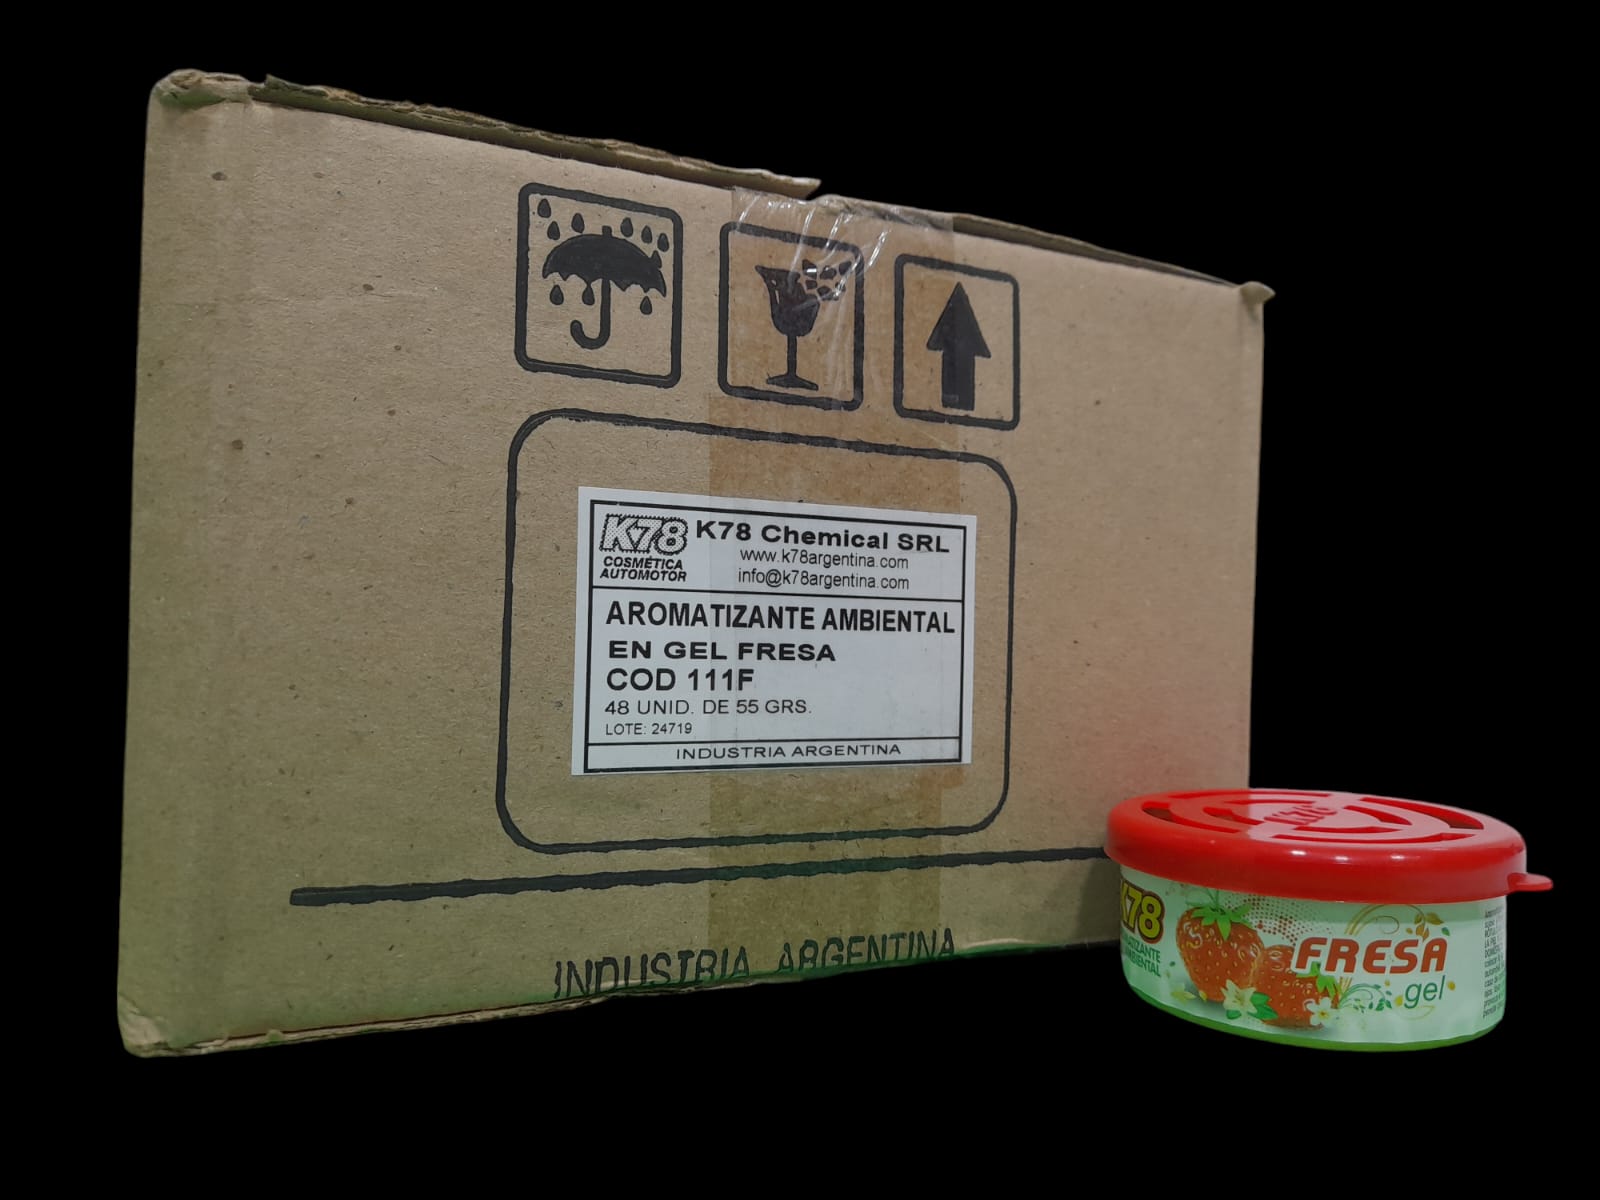 K78
COSMÉTICA
AUTOMOTOR
K78 Chemical SRL
www.k78argentina.com
info@k78argentina.com
AROMATIZANTE AMBIENTAL
EN GEL FRESA
COD 111F
48 UNID. DE 55 GRS.
LOTE: 24719
INDUSTRIA ARGENTINA
INDUSTRIA ARGENTINA
K78
FRESA
gel